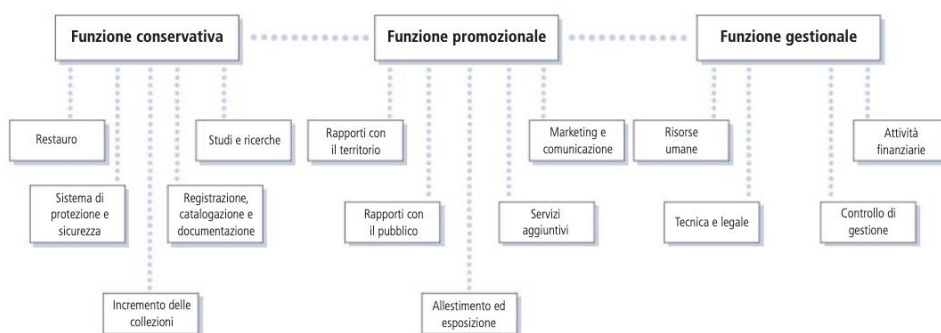 Funzione conservativa
Funzione promozionale
Funzione gestionale
Restauro
Studi e ricerche
Rapporti con
il territorio
Marketing e
comunicazione
Risorse
umane
Attività
finanziarie
Sistema di
protezione e
sicurezza
Registrazione,
catalogazione e
documentazione
Rapporti con
il pubblico
Servizi
aggiuntivi
Tecnica e legale
Controllo di
gestione
Incremento delle
collezioni
Allestimento ed
esposizione